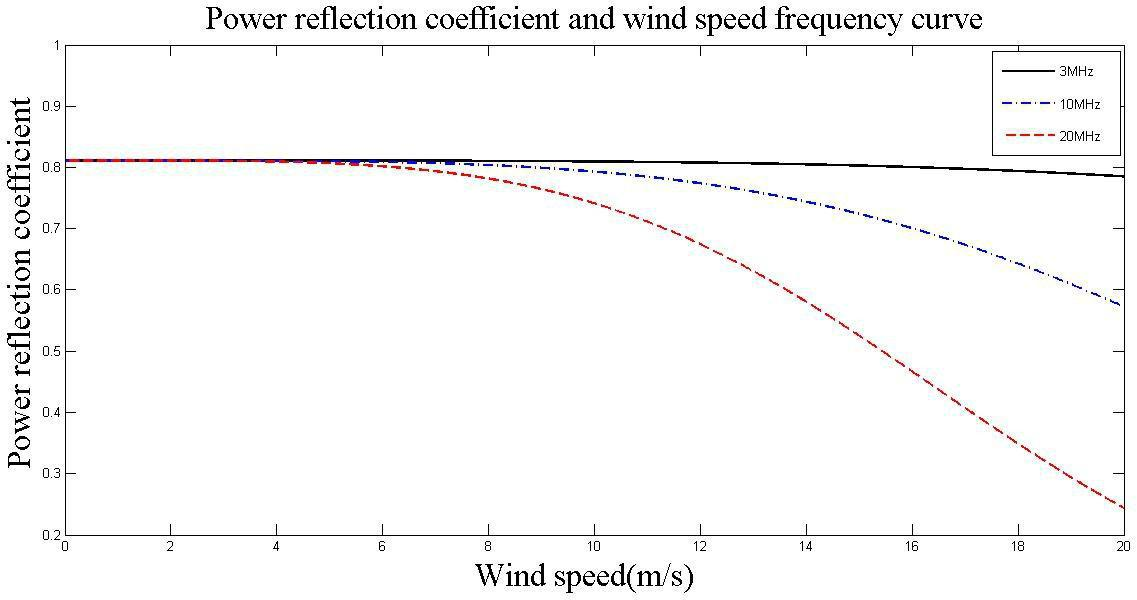 Power reflection coefficient and wind speed frequency curve
1
0.9
0.8
0.7
0.6
0.5
0.4
0.3
0.2
Power reflection coefficient
3MHz
10MHz
20MHz
0 2 4 6 8 10 12 14 16 18 20
Wind speed(m/s)